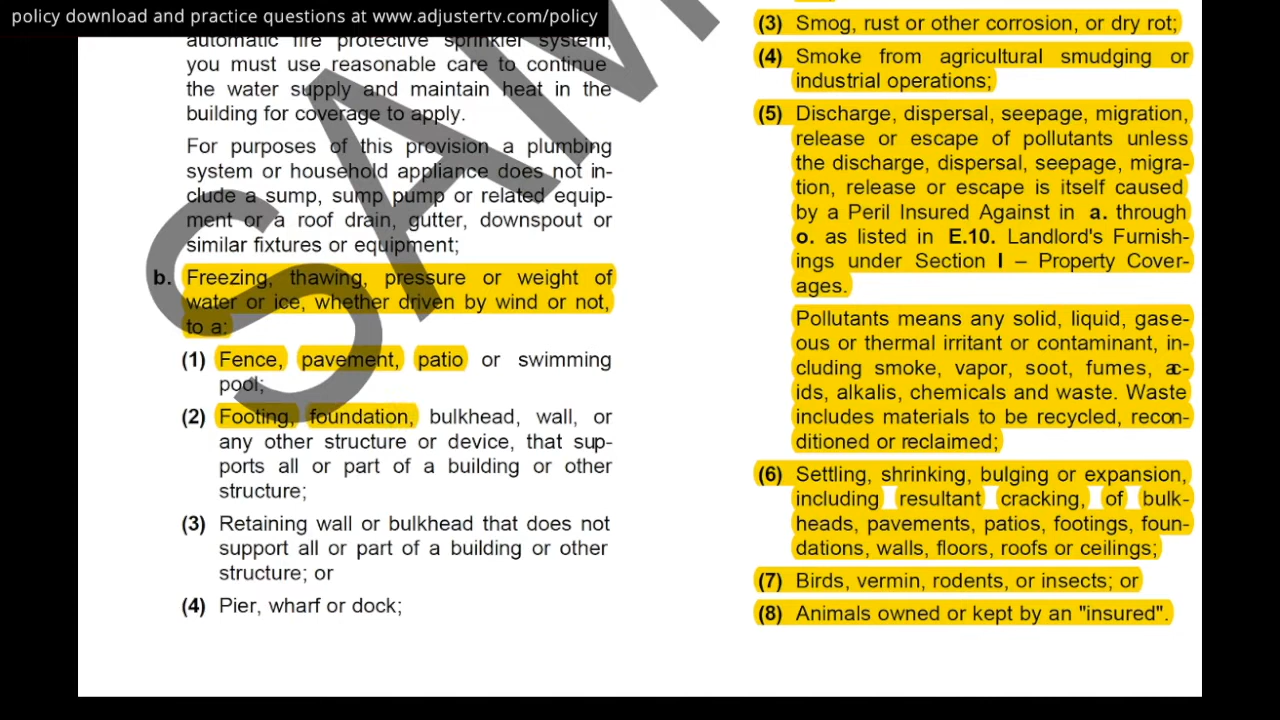 policy download and practice questions at www.adjustertv.com/policy
automatic fire protective sprinkler system,
you must use reasonable care to continue
the water supply and maintain heat in the
building for coverage to apply.
For purposes of this provision a plumbing
system or household appliance does not in-
clude a sump, sump pump or related equip-
ment or a roof drain, gutter, downspout or
similar fixtures or equipment;
b. Freezing, thawing, pressure or weight of
water or ice, whether driven by wind or not,
to a:
(1) Fence, pavement, patio or swimming
pool;
(2) Footing, foundation, bulkhead, wall, or
any other structure or device, that sup-
ports all or part of a building or other
structure;
(3) Retaining wall or bulkhead that does not
support all or part of a building or other
structure; or
(4) Pier, wharf or dock;
(3) Smog, rust or other corrosion, or dry rot;
(4) Smoke from agricultural smudging or
industrial operations;
(5) Discharge, dispersal, seepage, migration,
release or escape of pollutants unless
the discharge, dispersal, seepage, migra-
tion, release or escape is itself caused
by a Peril Insured Against in a. through
o. as listed in E.10. Landlord's Furnish-
ings under Section I – Property Cover-
ages.
Pollutants means any solid, liquid, gase-
ous or thermal irritant or contaminant, in-
cluding smoke, vapor, soot, fumes, ac-
ids, alkalis, chemicals and waste. Waste
includes materials to be recycled, recon-
ditioned or reclaimed;
(6) Settling, shrinking, bulging or expansion,
including resultant cracking, of bulk-
heads, pavements, patios, footings, foun-
dations, walls, floors, roofs or ceilings;
(7) Birds, vermin, rodents, or insects; or
(8) Animals owned or kept by an "insured".